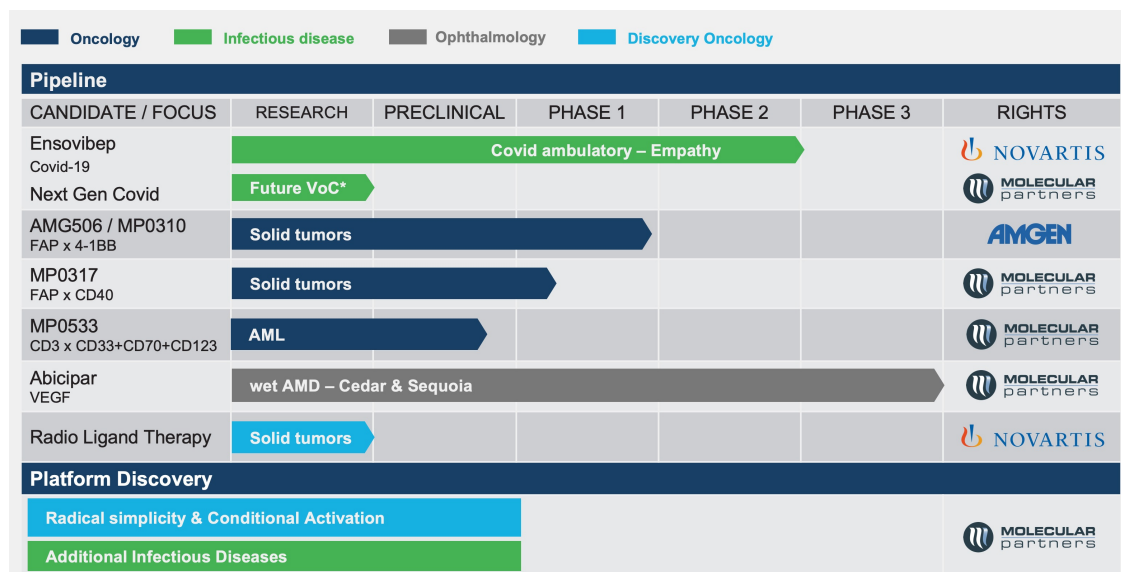 Oncology Infectious disease Ophthalmology Discovery Oncology
Pipeline
CANDIDATE / FOCUS RESEARCH PRECLINICAL PHASE 1 PHASE 2 PHASE 3 RIGHTS
Ensovibep
Covid-19
Covid ambulatory – Empathy
NOVARTIS
Next Gen Covid
Future VoC*
MOLECULAR
partners
AMG506 / MP0310
FAP x 4-1BB
Solid tumors
AMGEN
MP0317
FAP x CD40
Solid tumors
MOLECULAR
partners
MP0533
CD3 x CD33+CD70+CD123
AML
MOLECULAR
partners
Abicipar
VEGF
wet AMD – Cedar & Sequoia
MOLECULAR
partners
Radio Ligand Therapy
Solid tumors
NOVARTIS
Platform Discovery
Radical simplicity & Conditional Activation
Additional Infectious Diseases
MOLECULAR
partners